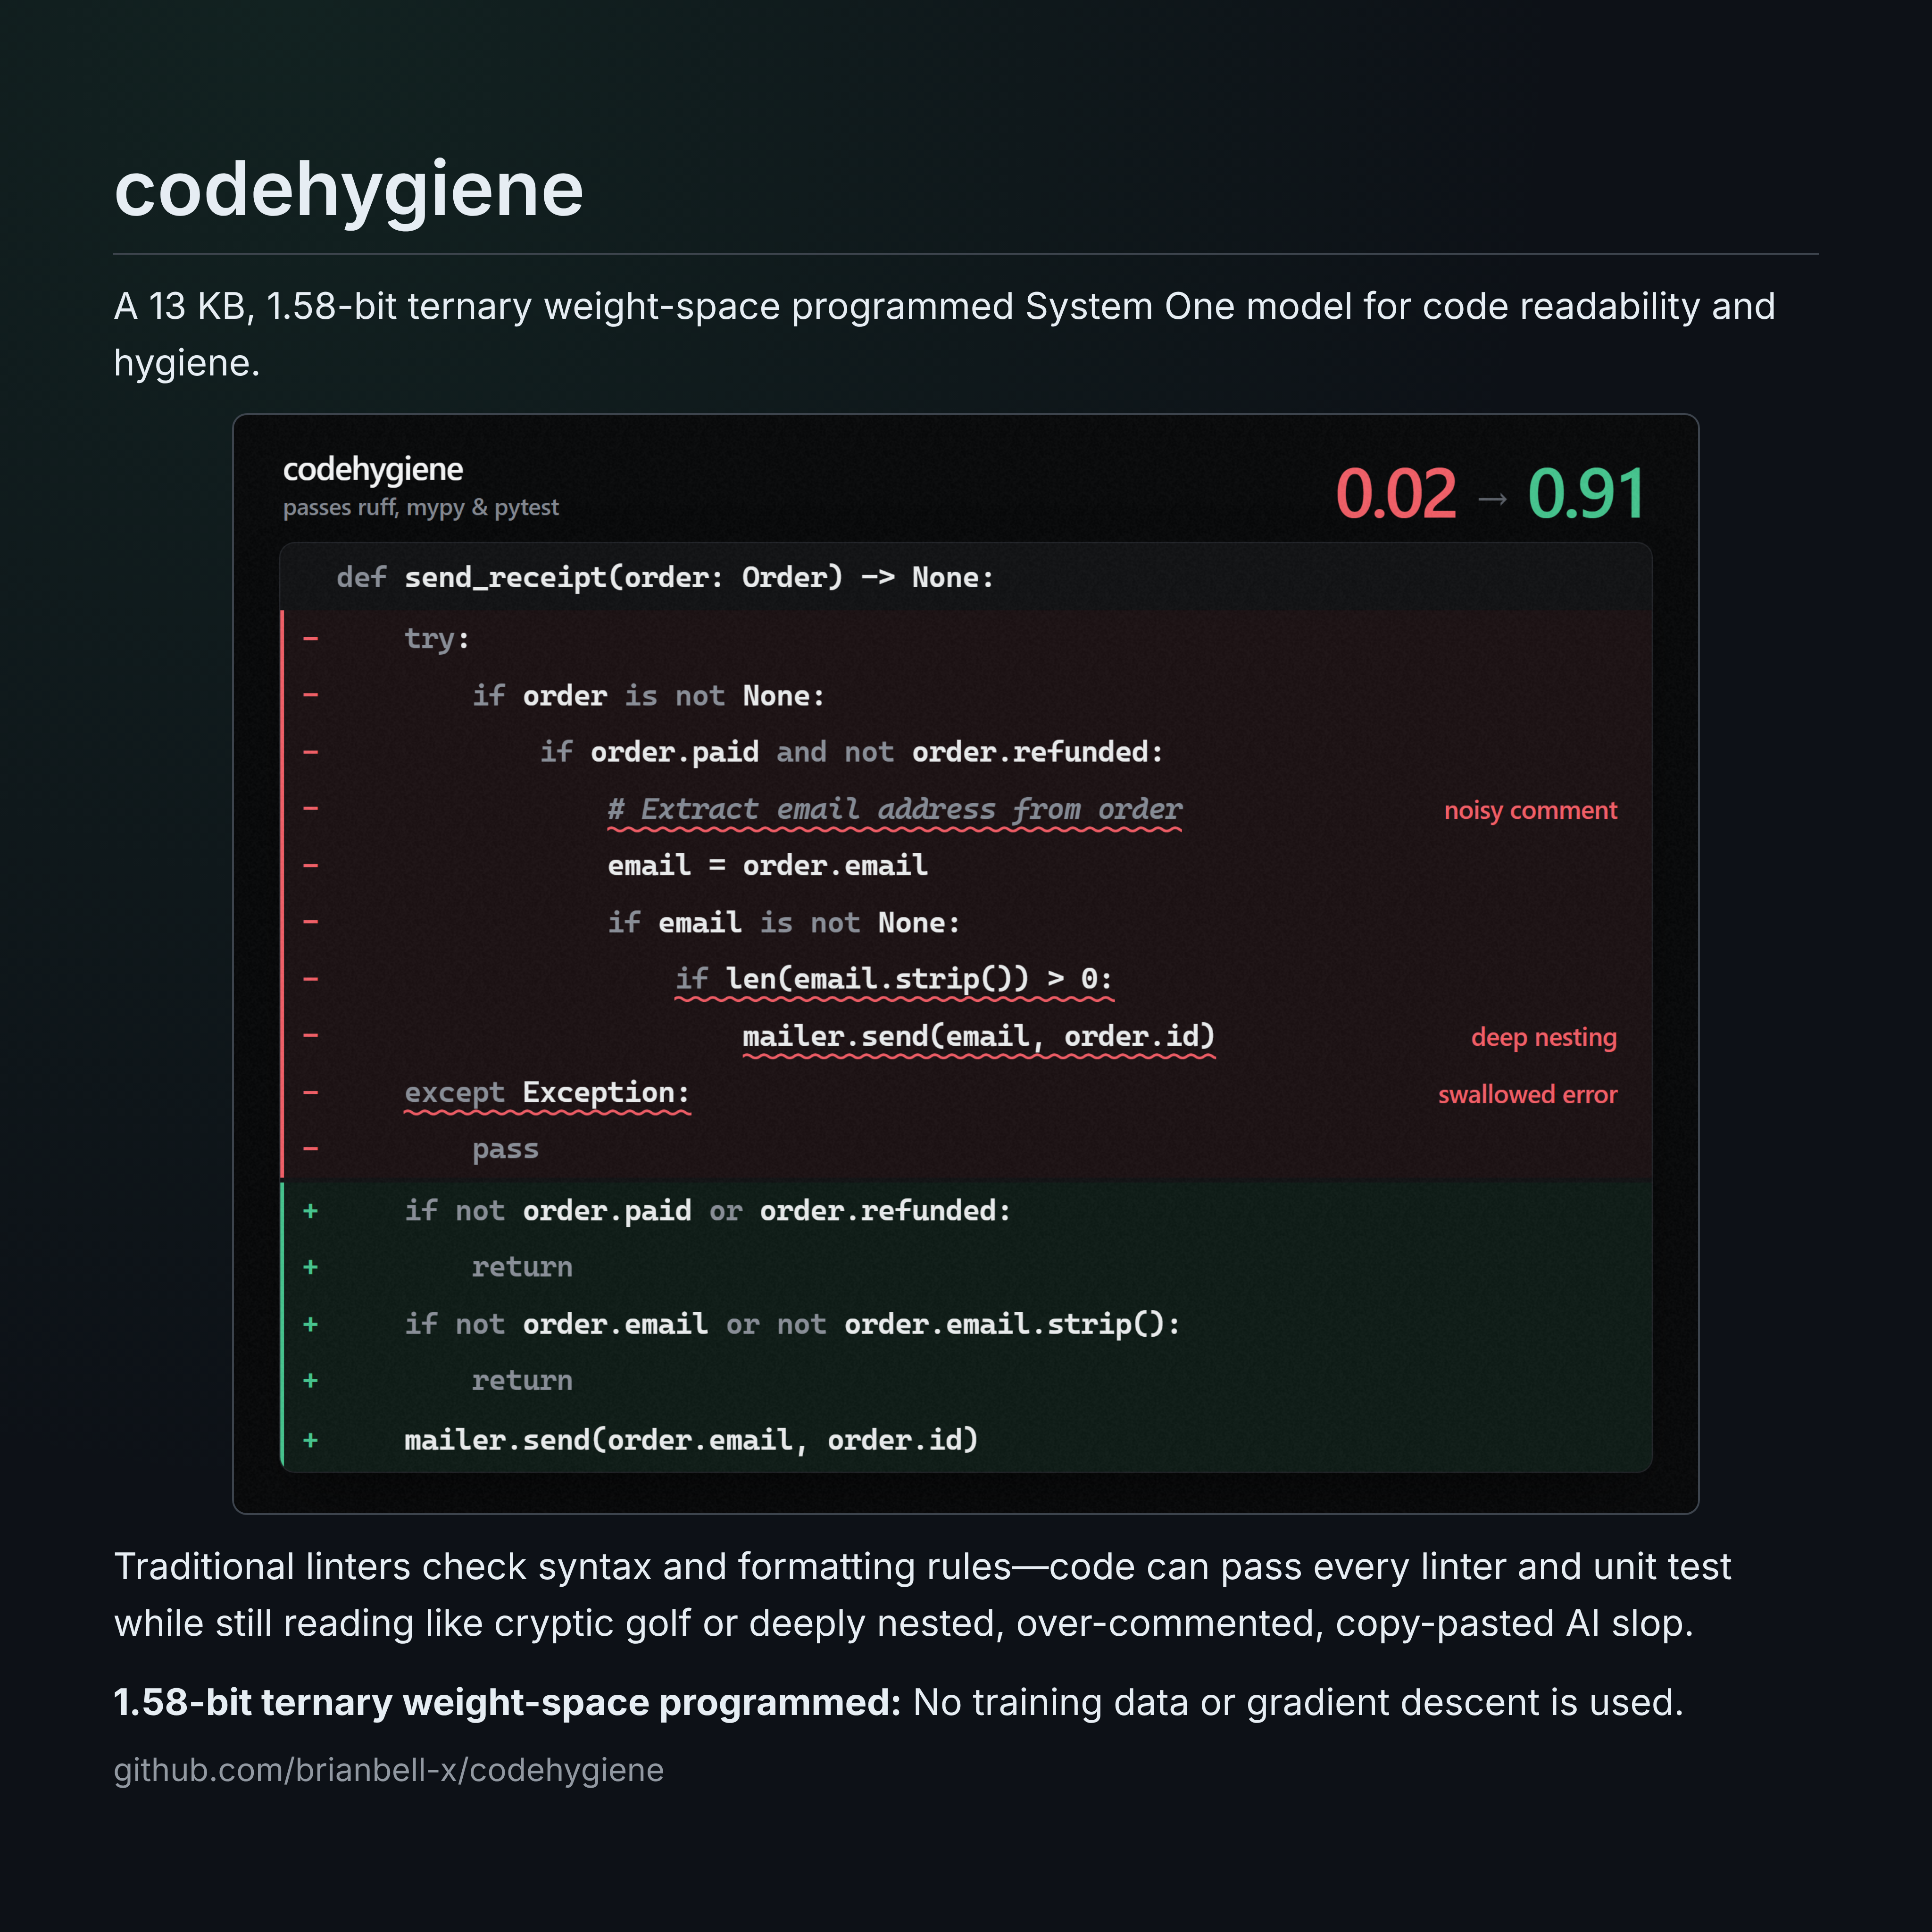 codehygiene
A 13 KB, 1.58-bit ternary weight-space programmed System One model for code readability and
hygiene.
codehygiene
passes ruff, mypy & pytest
0.02 → 0.91
def send_receipt(order: Order) -> None:
-     try:
-         if order is not None:
-             if order.paid and not order.refunded:
-                 # Extract email address from order noisy comment
-                 email = order.email
-                 if email is not None:
-                     if len(email.strip()) > 0:
-                         mailer.send(email, order.id) deep nesting
-     except Exception: swallowed error
-         pass
+     if not order.paid or order.refunded:
+         return
+     if not order.email or not order.email.strip():
+         return
+     mailer.send(order.email, order.id)
Traditional linters check syntax and formatting rules—code can pass every linter and unit test
while still reading like cryptic golf or deeply nested, over-commented, copy-pasted AI slop.
1.58-bit ternary weight-space programmed: No training data or gradient descent is used.
github.com/brianbell-x/codehygiene